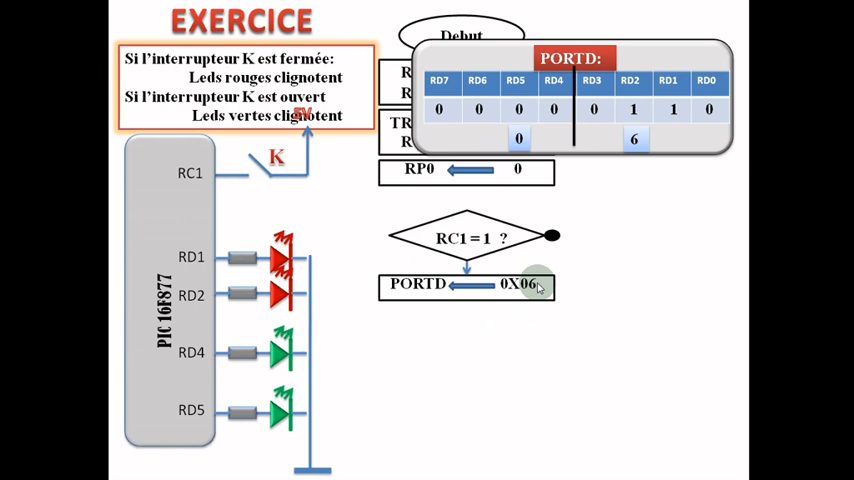 EXERCICE
Si l'interrupteur K est fermée:
Leds rouges clignotent
Si l'interrupteur K est ouvert
Leds vertes clignotent
5V
Debut
R
R
TR
R
PORTD:
RD7 RD6 RD5 RD4 RD3 RD2 RD1 RD0
0 0 0 0 0 1 1 0
0 6
RP0 0
RC1 = 1 ?
PORTD 0X06
RC1
K
RD1
RD2
RD4
RD5
PIC 16F877